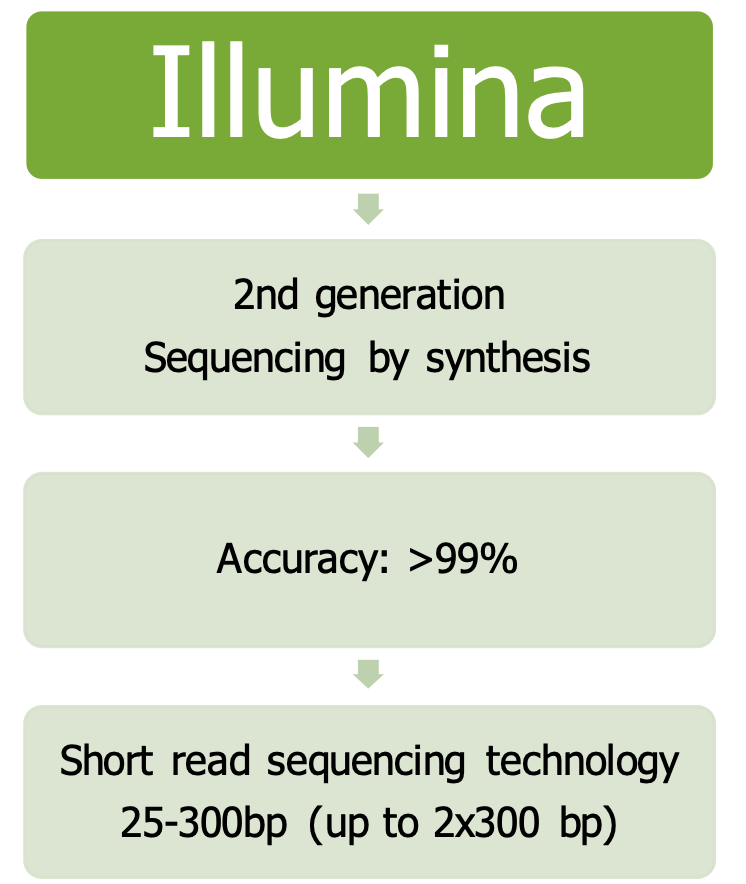 Illumina
2nd generation
Sequencing by synthesis
Accuracy: >99%
Short read sequencing technology
25-300bp (up to 2x300 bp)